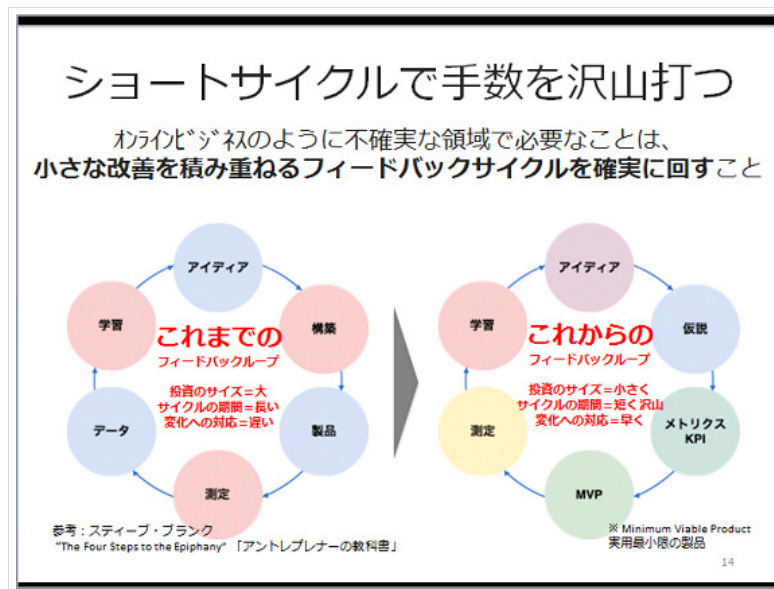 ショートサイクルで手数を沢山打つ
オンラインビジネスのように不確実な領域で必要なことは、
小さな改善を積み重ねるフィードバックサイクルを確実に回すこと
アイディア
構築
製品
測定
データ
学習
これまでの
フィードバックループ
投資のサイズ＝大
サイクルの期間＝長い
変化への対応＝遅い
アイディア
仮説
メトリクス
KPI
MVP
測定
学習
これからの
フィードバックループ
投資のサイズ＝小さく
サイクルの期間＝短く沢山
変化への対応＝早く
参考：スティーブ・ブランク
"The Four Steps to the Epiphany" 「アントレプレナーの教科書」
※ Minimum Viable Product
実用最小限の製品
14